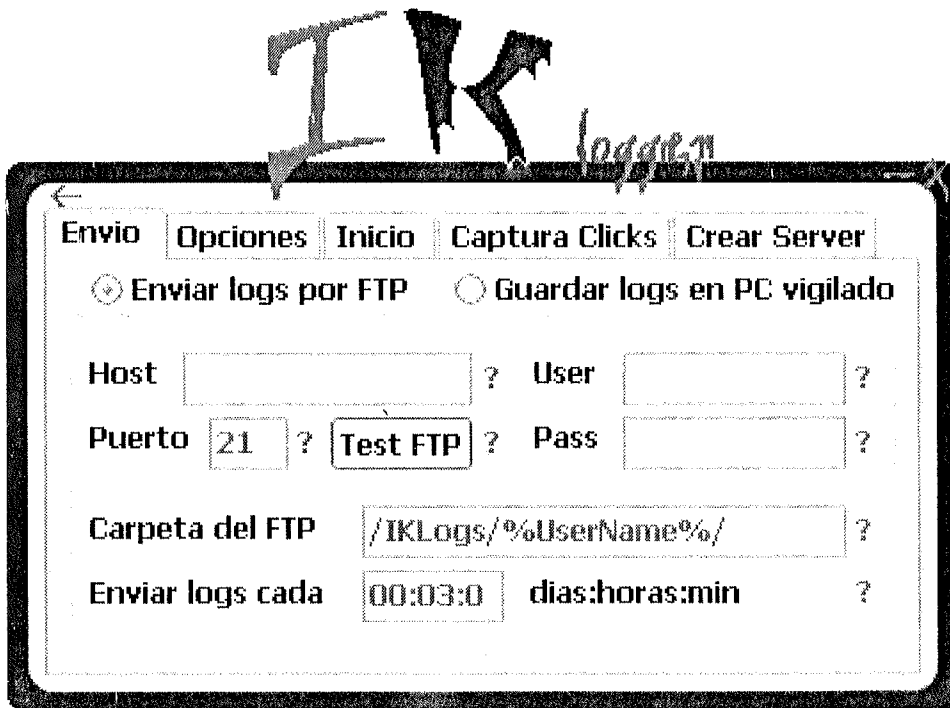 IK logger
Envio Opciones Inicio Captura Clicks Crear Server
Enviar logs por FTP Guardar logs en PC vigilado
Host ? User ?
Puerto 21 ? Test FTP ? Pass ?
Carpeta del FTP /IKLogs/%UserName%/ ?
Enviar logs cada 00:03:0 dias:horas:min ?